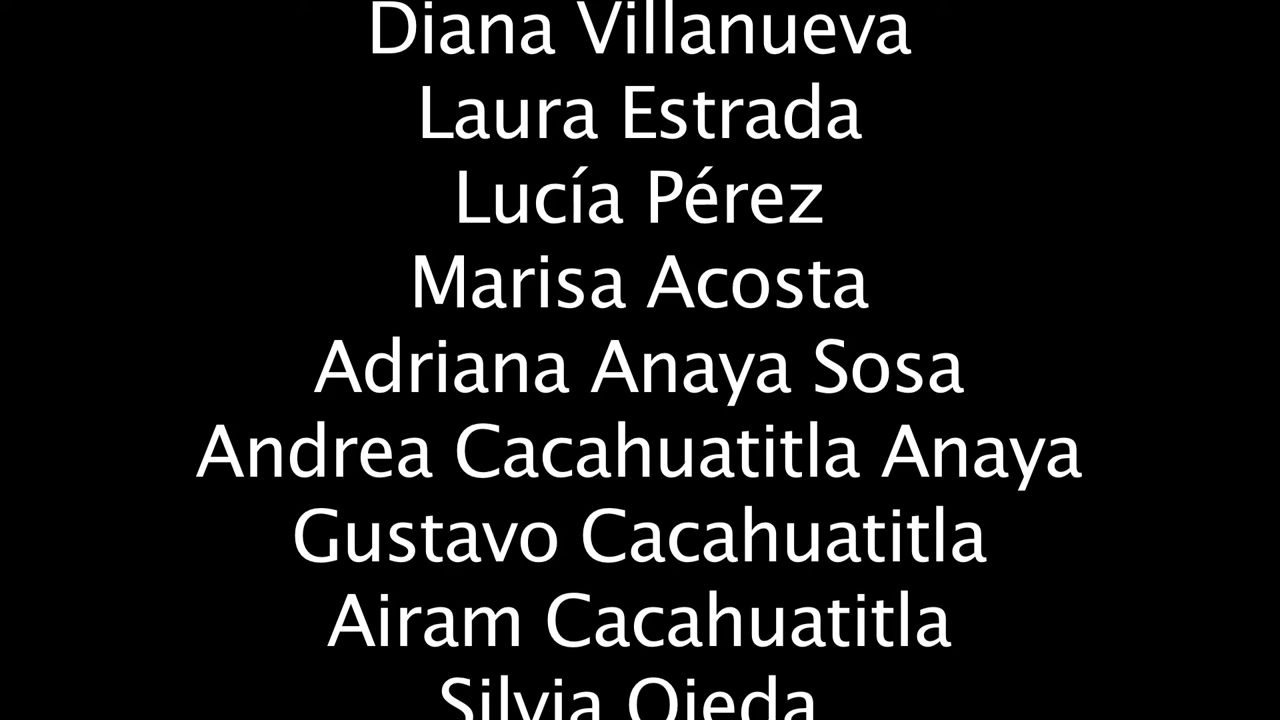 Diana Villanueva
Laura Estrada
Lucía Pérez
Marisa Acosta
Adriana Anaya Sosa
Andrea Cacahuatitla Anaya
Gustavo Cacahuatitla
Airam Cacahuatitla
Silvia Ojeda